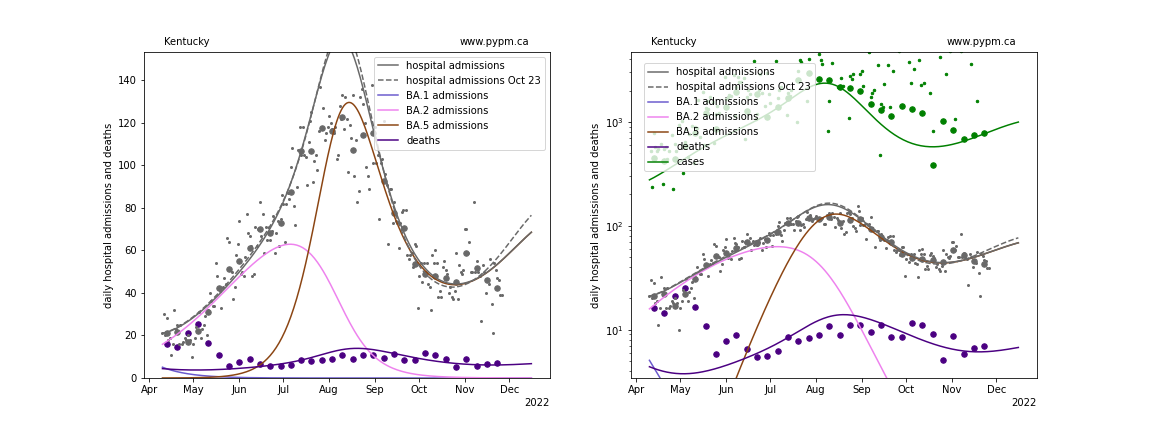 Kentucky
www.pypm.ca
daily hospital admissions and deaths
140
120
100
80
60
40
20
0
hospital admissions
hospital admissions Oct 23
BA.1 admissions
BA.2 admissions
BA.5 admissions
deaths
Apr May Jun Jul Aug Sep Oct Nov Dec
2022
Kentucky
www.pypm.ca
daily hospital admissions and deaths
10³
10²
10¹
hospital admissions
hospital admissions Oct 23
BA.1 admissions
BA.2 admissions
BA.5 admissions
deaths
cases
Apr May Jun Jul Aug Sep Oct Nov Dec
2022